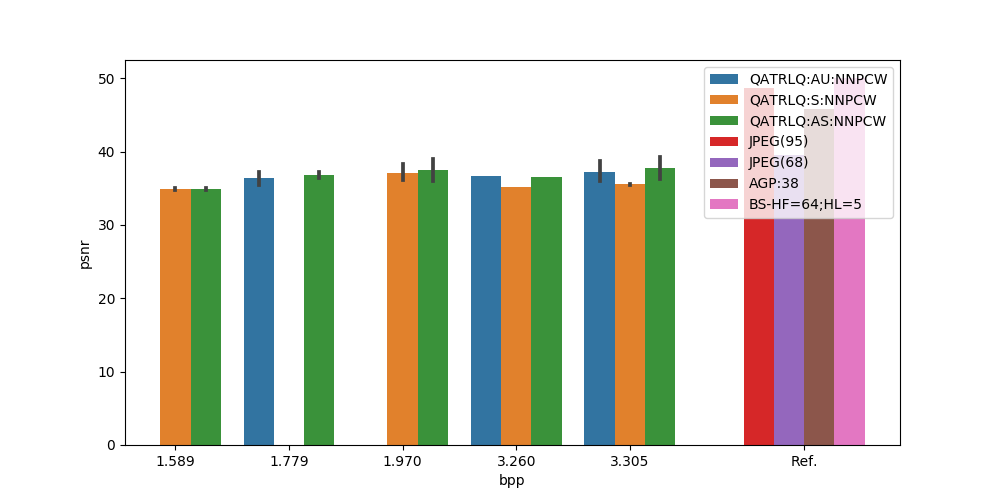 50
40
30
20
10
0
psnr
QATRLQ:AU:NNPCW
QATRLQ:S:NNPCW
QATRLQ:AS:NNPCW
JPEG(95)
JPEG(68)
AGP:38
BS-HF=64;HL=5
1.589 1.779 1.970 3.260 3.305 Ref.
bpp